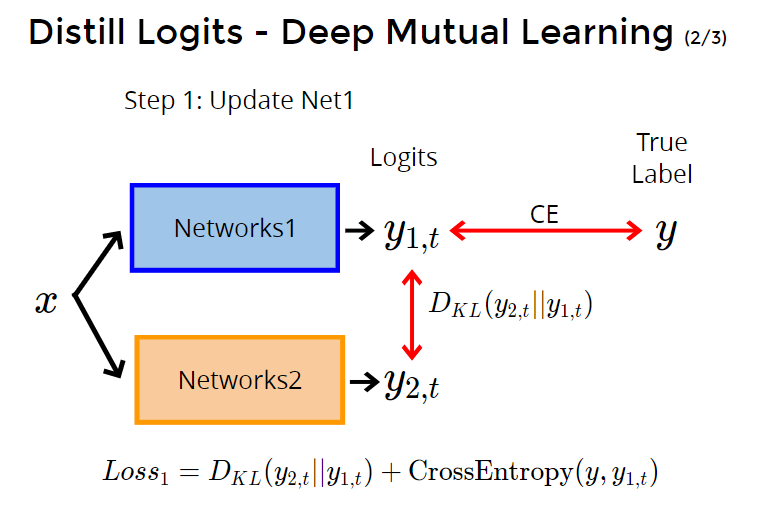 Distill Logits - Deep Mutual Learning (2/3)
Step 1: Update Net1
Logits
True
Label
Networks1
y_{1,t}
CE
y
x
D_{KL}(y_{2,t}||y_{1,t})
Networks2
y_{2,t}
Loss_1 = D_{KL}(y_{2,t}||y_{1,t}) + CrossEntropy(y, y_{1,t})